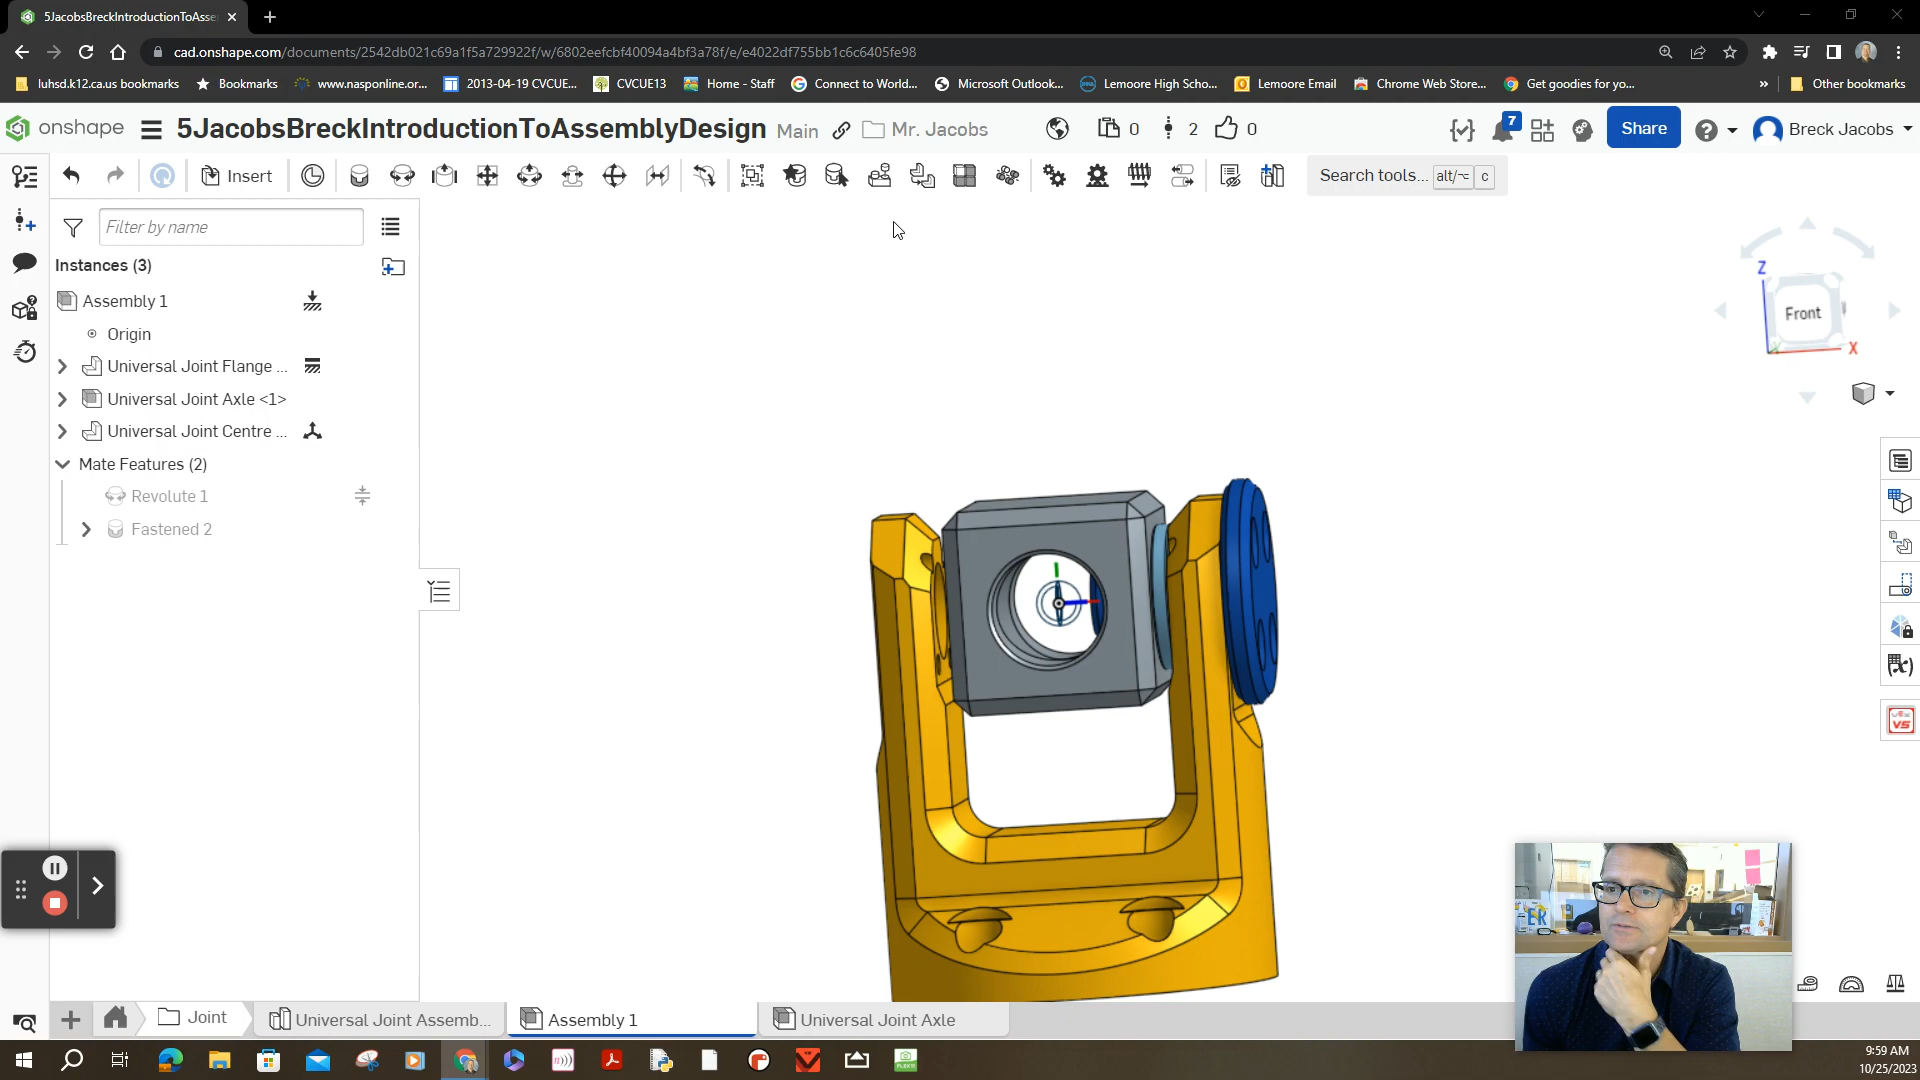 5JacobsBreckIntroductionToAsse
cad.onshape.com/documents/2542db021c69a1f5a729922f/w/6802eefcbf40094a4bf3a78f/e/e4022df755bb1c6c6405fe98
luhsd.k12.ca.us bookmarks
Bookmarks
www.nasponline.or...
2013-04-19 CVCUE...
CVCUE13
Home - Staff
Connect to World...
Microsoft Outlook...
Lemoore High Scho...
Lemoore Email
Chrome Web Store...
Get goodies for yo...
»
Other bookmarks
onshape
5JacobsBreckIntroductionToAssemblyDesign
Main
Mr. Jacobs
0
2
0
7
Share
Breck Jacobs
Insert
Search tools... alt/⌥ c
Filter by name
Instances (3)
Assembly 1
Origin
Universal Joint Flange ...
Universal Joint Axle <1>
Universal Joint Centre ...
Mate Features (2)
Revolute 1
Fastened 2
Z
Front
X
V5
Joint
Universal Joint Assemb...
Assembly 1
Universal Joint Axle
9:59 AM
10/25/2023